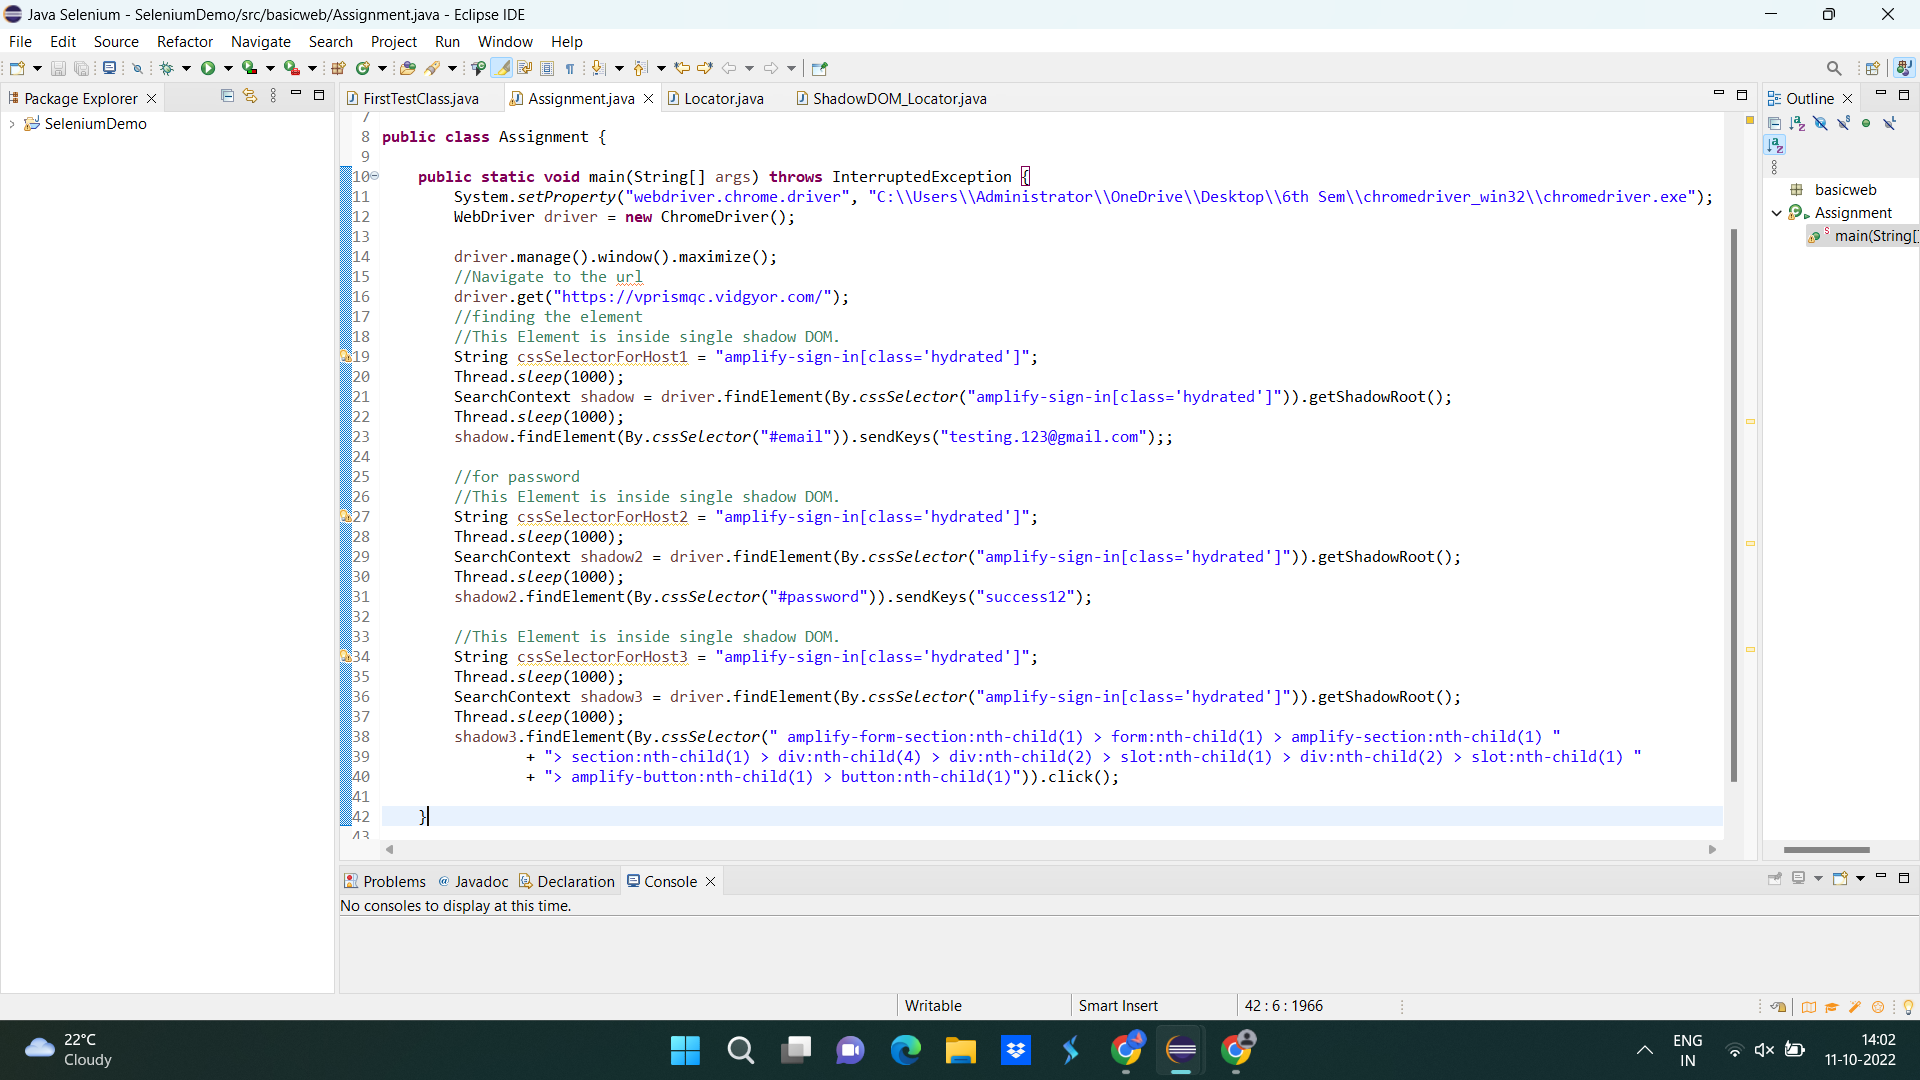 Java Selenium - SeleniumDemo/src/basicweb/Assignment.java - Eclipse IDE
File Edit Source Refactor Navigate Search Project Run Window Help
Package Explorer
SeleniumDemo
FirstTestClass.java Assignment.java Locator.java ShadowDOM_Locator.java
7
8 public class Assignment {
9
10 public static void main(String[] args) throws InterruptedException {
11 System.setProperty("webdriver.chrome.driver", "C:\\Users\\Administrator\\OneDrive\\Desktop\\6th Sem\\chromedriver_win32\\chromedriver.exe");
12 WebDriver driver = new ChromeDriver();
13
14 driver.manage().window().maximize();
15 //Navigate to the url
16 driver.get("https://vprismqc.vidgyor.com/");
17 //finding the element
18 //This Element is inside single shadow DOM.
19 String cssSelectorForHost1 = "amplify-sign-in[class='hydrated']";
20 Thread.sleep(1000);
21 SearchContext shadow = driver.findElement(By.cssSelector("amplify-sign-in[class='hydrated']")).getShadowRoot();
22 Thread.sleep(1000);
23 shadow.findElement(By.cssSelector("#email")).sendKeys("testing.123@gmail.com");;
24
25 //for password
26 //This Element is inside single shadow DOM.
27 String cssSelectorForHost2 = "amplify-sign-in[class='hydrated']";
28 Thread.sleep(1000);
29 SearchContext shadow2 = driver.findElement(By.cssSelector("amplify-sign-in[class='hydrated']")).getShadowRoot();
30 Thread.sleep(1000);
31 shadow2.findElement(By.cssSelector("#password")).sendKeys("success12");
32
33 //This Element is inside single shadow DOM.
34 String cssSelectorForHost3 = "amplify-sign-in[class='hydrated']";
35 Thread.sleep(1000);
36 SearchContext shadow3 = driver.findElement(By.cssSelector("amplify-sign-in[class='hydrated']")).getShadowRoot();
37 Thread.sleep(1000);
38 shadow3.findElement(By.cssSelector(" amplify-form-section:nth-child(1) > form:nth-child(1) > amplify-section:nth-child(1) "
39 + "> section:nth-child(1) > div:nth-child(4) > div:nth-child(2) > slot:nth-child(1) > div:nth-child(2) > slot:nth-child(1) "
40 + "> amplify-button:nth-child(1) > button:nth-child(1)")).click();
41
42 }
43
Outline
basicweb
Assignment
main(String[]
Problems Javadoc Declaration Console
No consoles to display at this time.
Writable Smart Insert 42 : 6 : 1966
22°C
Cloudy
ENG
IN
14:02
11-10-2022